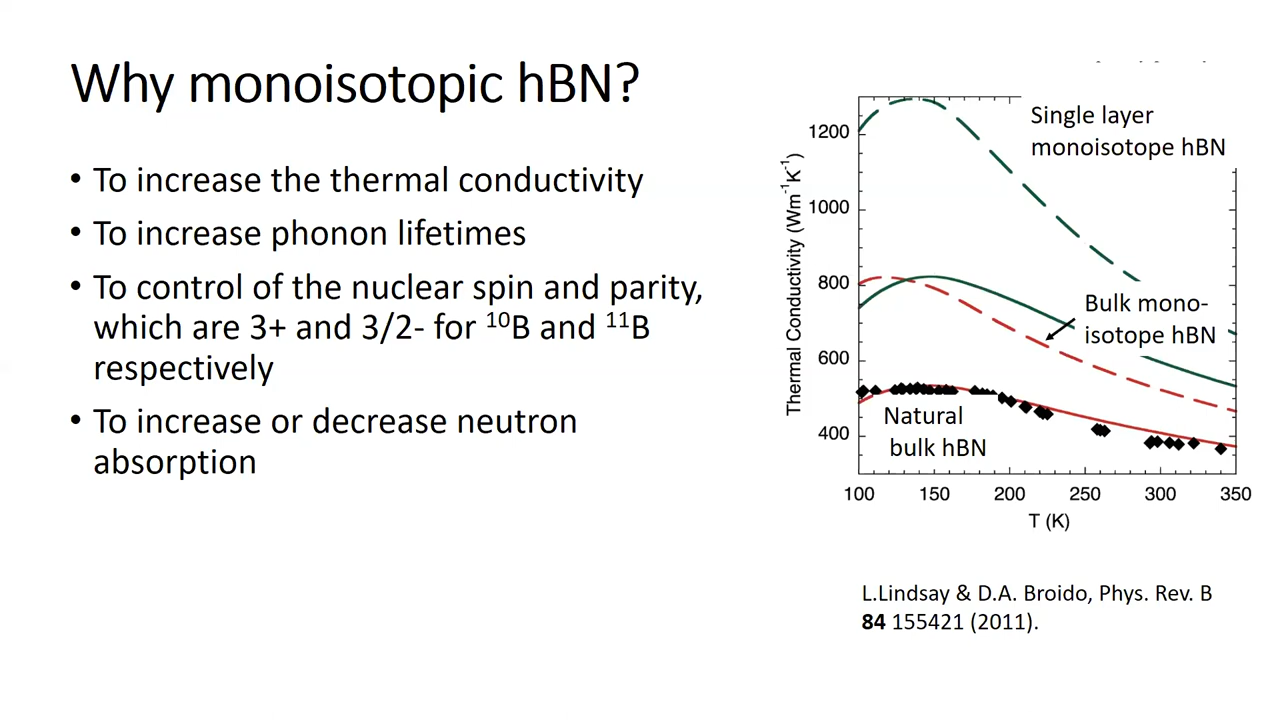 Why monoisotopic hBN?
• To increase the thermal conductivity
• To increase phonon lifetimes
• To control of the nuclear spin and parity,
which are 3+ and 3/2- for ¹⁰B and ¹¹B
respectively
• To increase or decrease neutron
absorption
Single layer
monoisotope hBN
Bulk mono-
isotope hBN
Natural
bulk hBN
Thermal Conductivity (Wm⁻¹K⁻¹)
1200
1000
800
600
400
100 150 200 250 300 350
T (K)
L.Lindsay & D.A. Broido, Phys. Rev. B
84 155421 (2011).